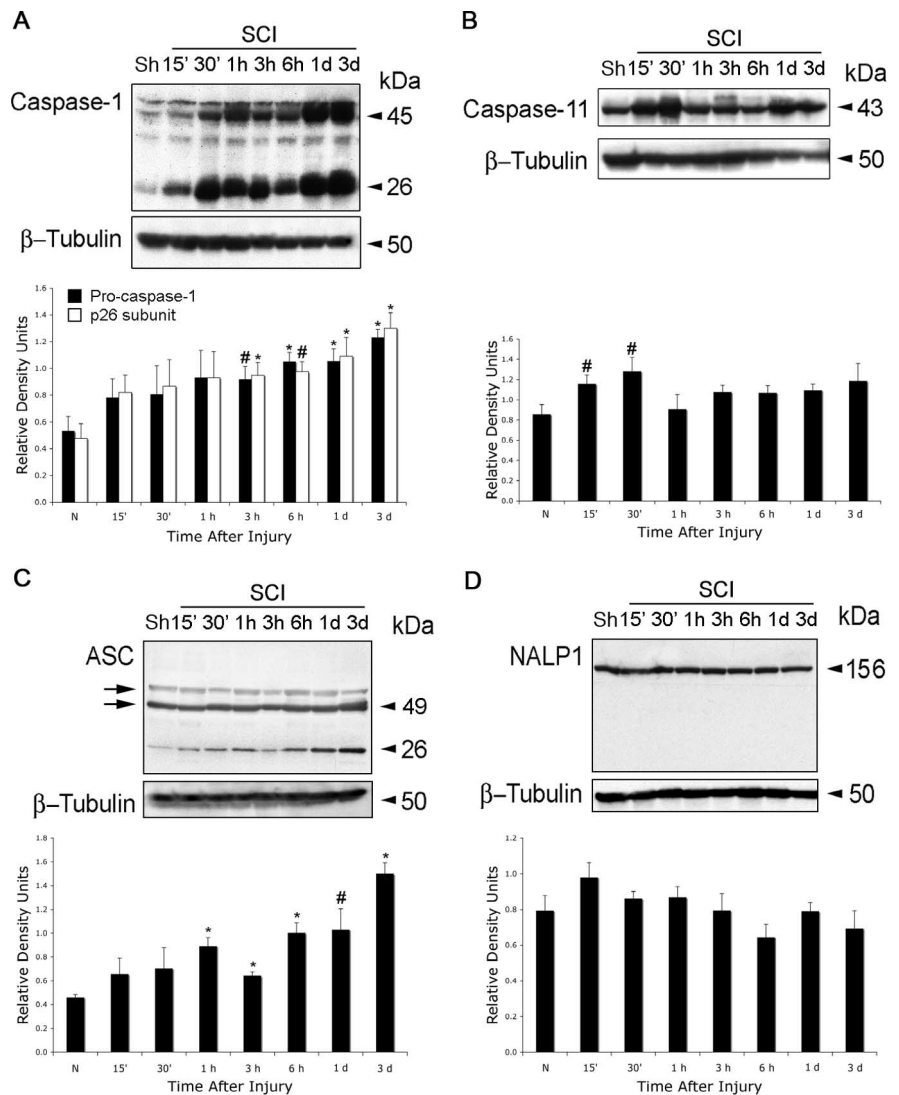 A
SCI
Sh 15' 30' 1h 3h 6h 1d 3d
kDa
Caspase-1
45
26
β–Tubulin
50
Pro-caspase-1
p26 subunit
Relative Density Units
1.6
1.4
1.2
1.0
0.8
0.6
0.4
0.2
0.0
# * * # * * * *
N 15' 30' 1 h 3 h 6 h 1 d 3 d
Time After Injury
B
SCI
Sh 15' 30' 1h 3h 6h 1d 3d
kDa
Caspase-11
43
β–Tubulin
50
Relative Density Units
1.6
1.4
1.2
1.0
0.8
0.6
0.4
0.2
0.0
# #
N 15' 30' 1 h 3 h 6 h 1 d 3 d
Time After Injury
C
SCI
Sh 15' 30' 1h 3h 6h 1d 3d
kDa
ASC
49
26
β–Tubulin
50
Relative Density Units
1.8
1.6
1.4
1.2
1.0
0.8
0.6
0.4
0.2
0.0
* * * # *
N 15' 30' 1 h 3 h 6 h 1 d 3 d
Time After Injury
D
SCI
Sh 15' 30' 1h 3h 6h 1d 3d
kDa
NALP1
156
β–Tubulin
50
Relative Density Units
1.2
1.0
0.8
0.6
0.4
0.2
0.0
N 15' 30' 1 h 3 h 6 h 1 d 3 d
Time After Injury